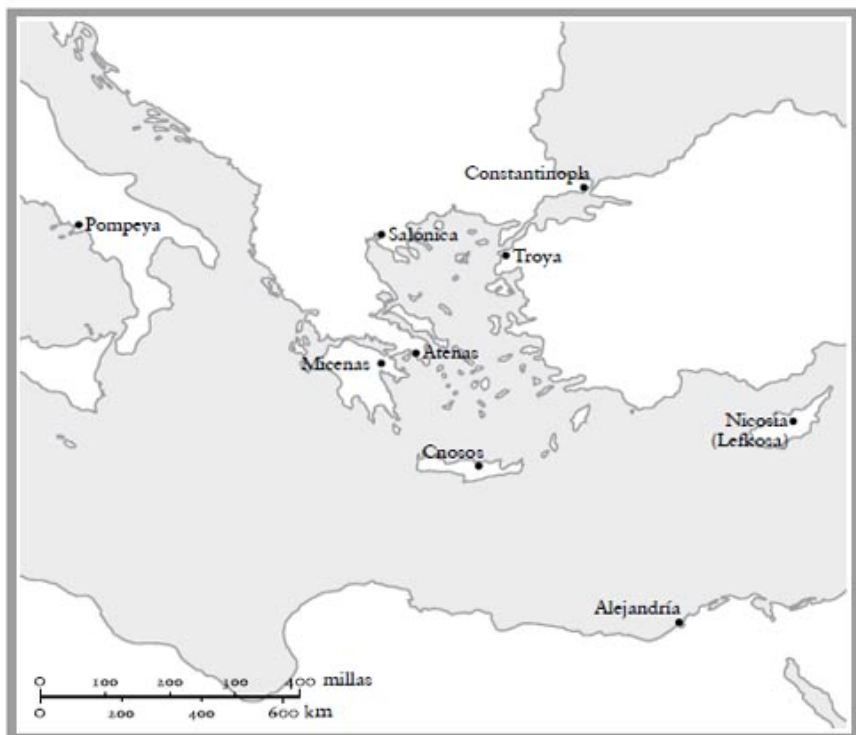 Constantinopla
Pompeya
Salónica
Troya
Atenas
Micenas
Nicosía
(Lefkosa)
Cnosos
Alejandría
0 100 200 300 400 millas
0 200 400 600 km